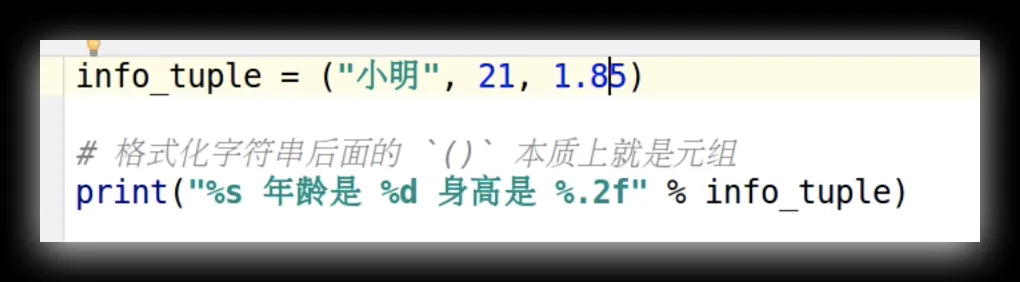 info_tuple = ("小明", 21, 1.85)
# 格式化字符串后面的 `()` 本质上就是元组
print("%s 年龄是 %d 身高是 %.2f" % info_tuple)